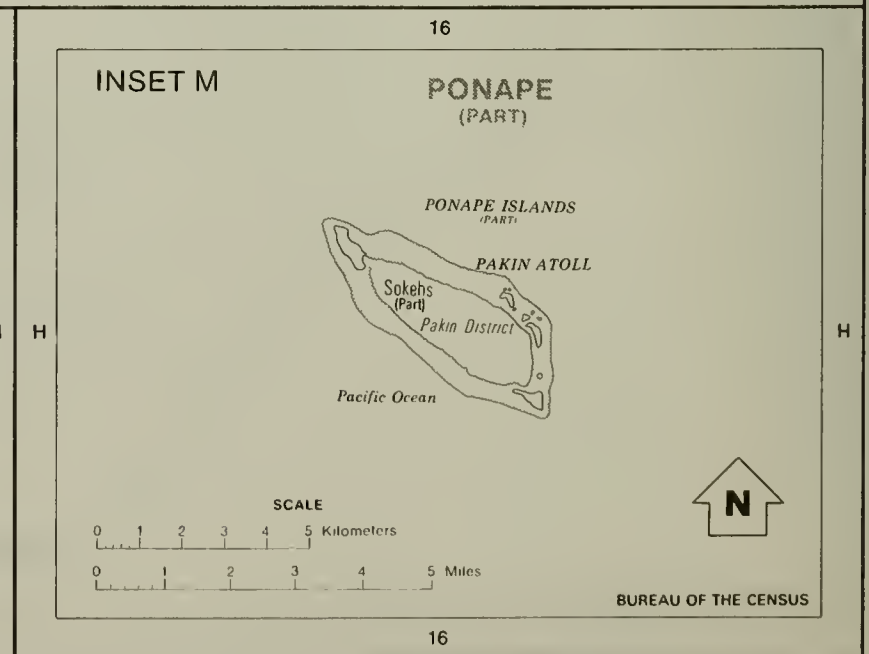 16
INSET M
PONAPE
(PART)
PONAPE ISLANDS
(PART)
PAKIN ATOLL
Sokehs
(Part)
Pakin District
H
H
Pacific Ocean
N
SCALE
0 1 2 3 4 5 Kilometers
0 1 2 3 4 5 Miles
BUREAU OF THE CENSUS
16